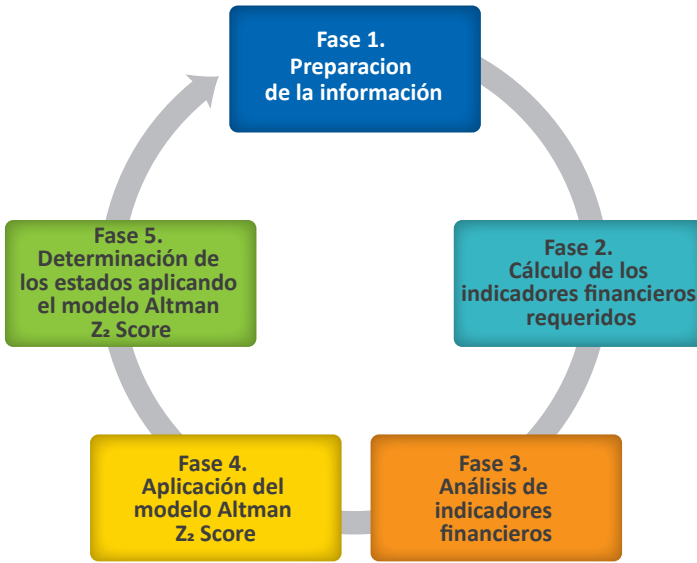 Fase 1.
Preparacion
de la información
Fase 2.
Cálculo de los
indicadores financieros
requeridos
Fase 3.
Análisis de
indicadores
financieros
Fase 4.
Aplicación del
modelo Altman
Z₂ Score
Fase 5.
Determinación de
los estados aplicando
el modelo Altman
Z₂ Score